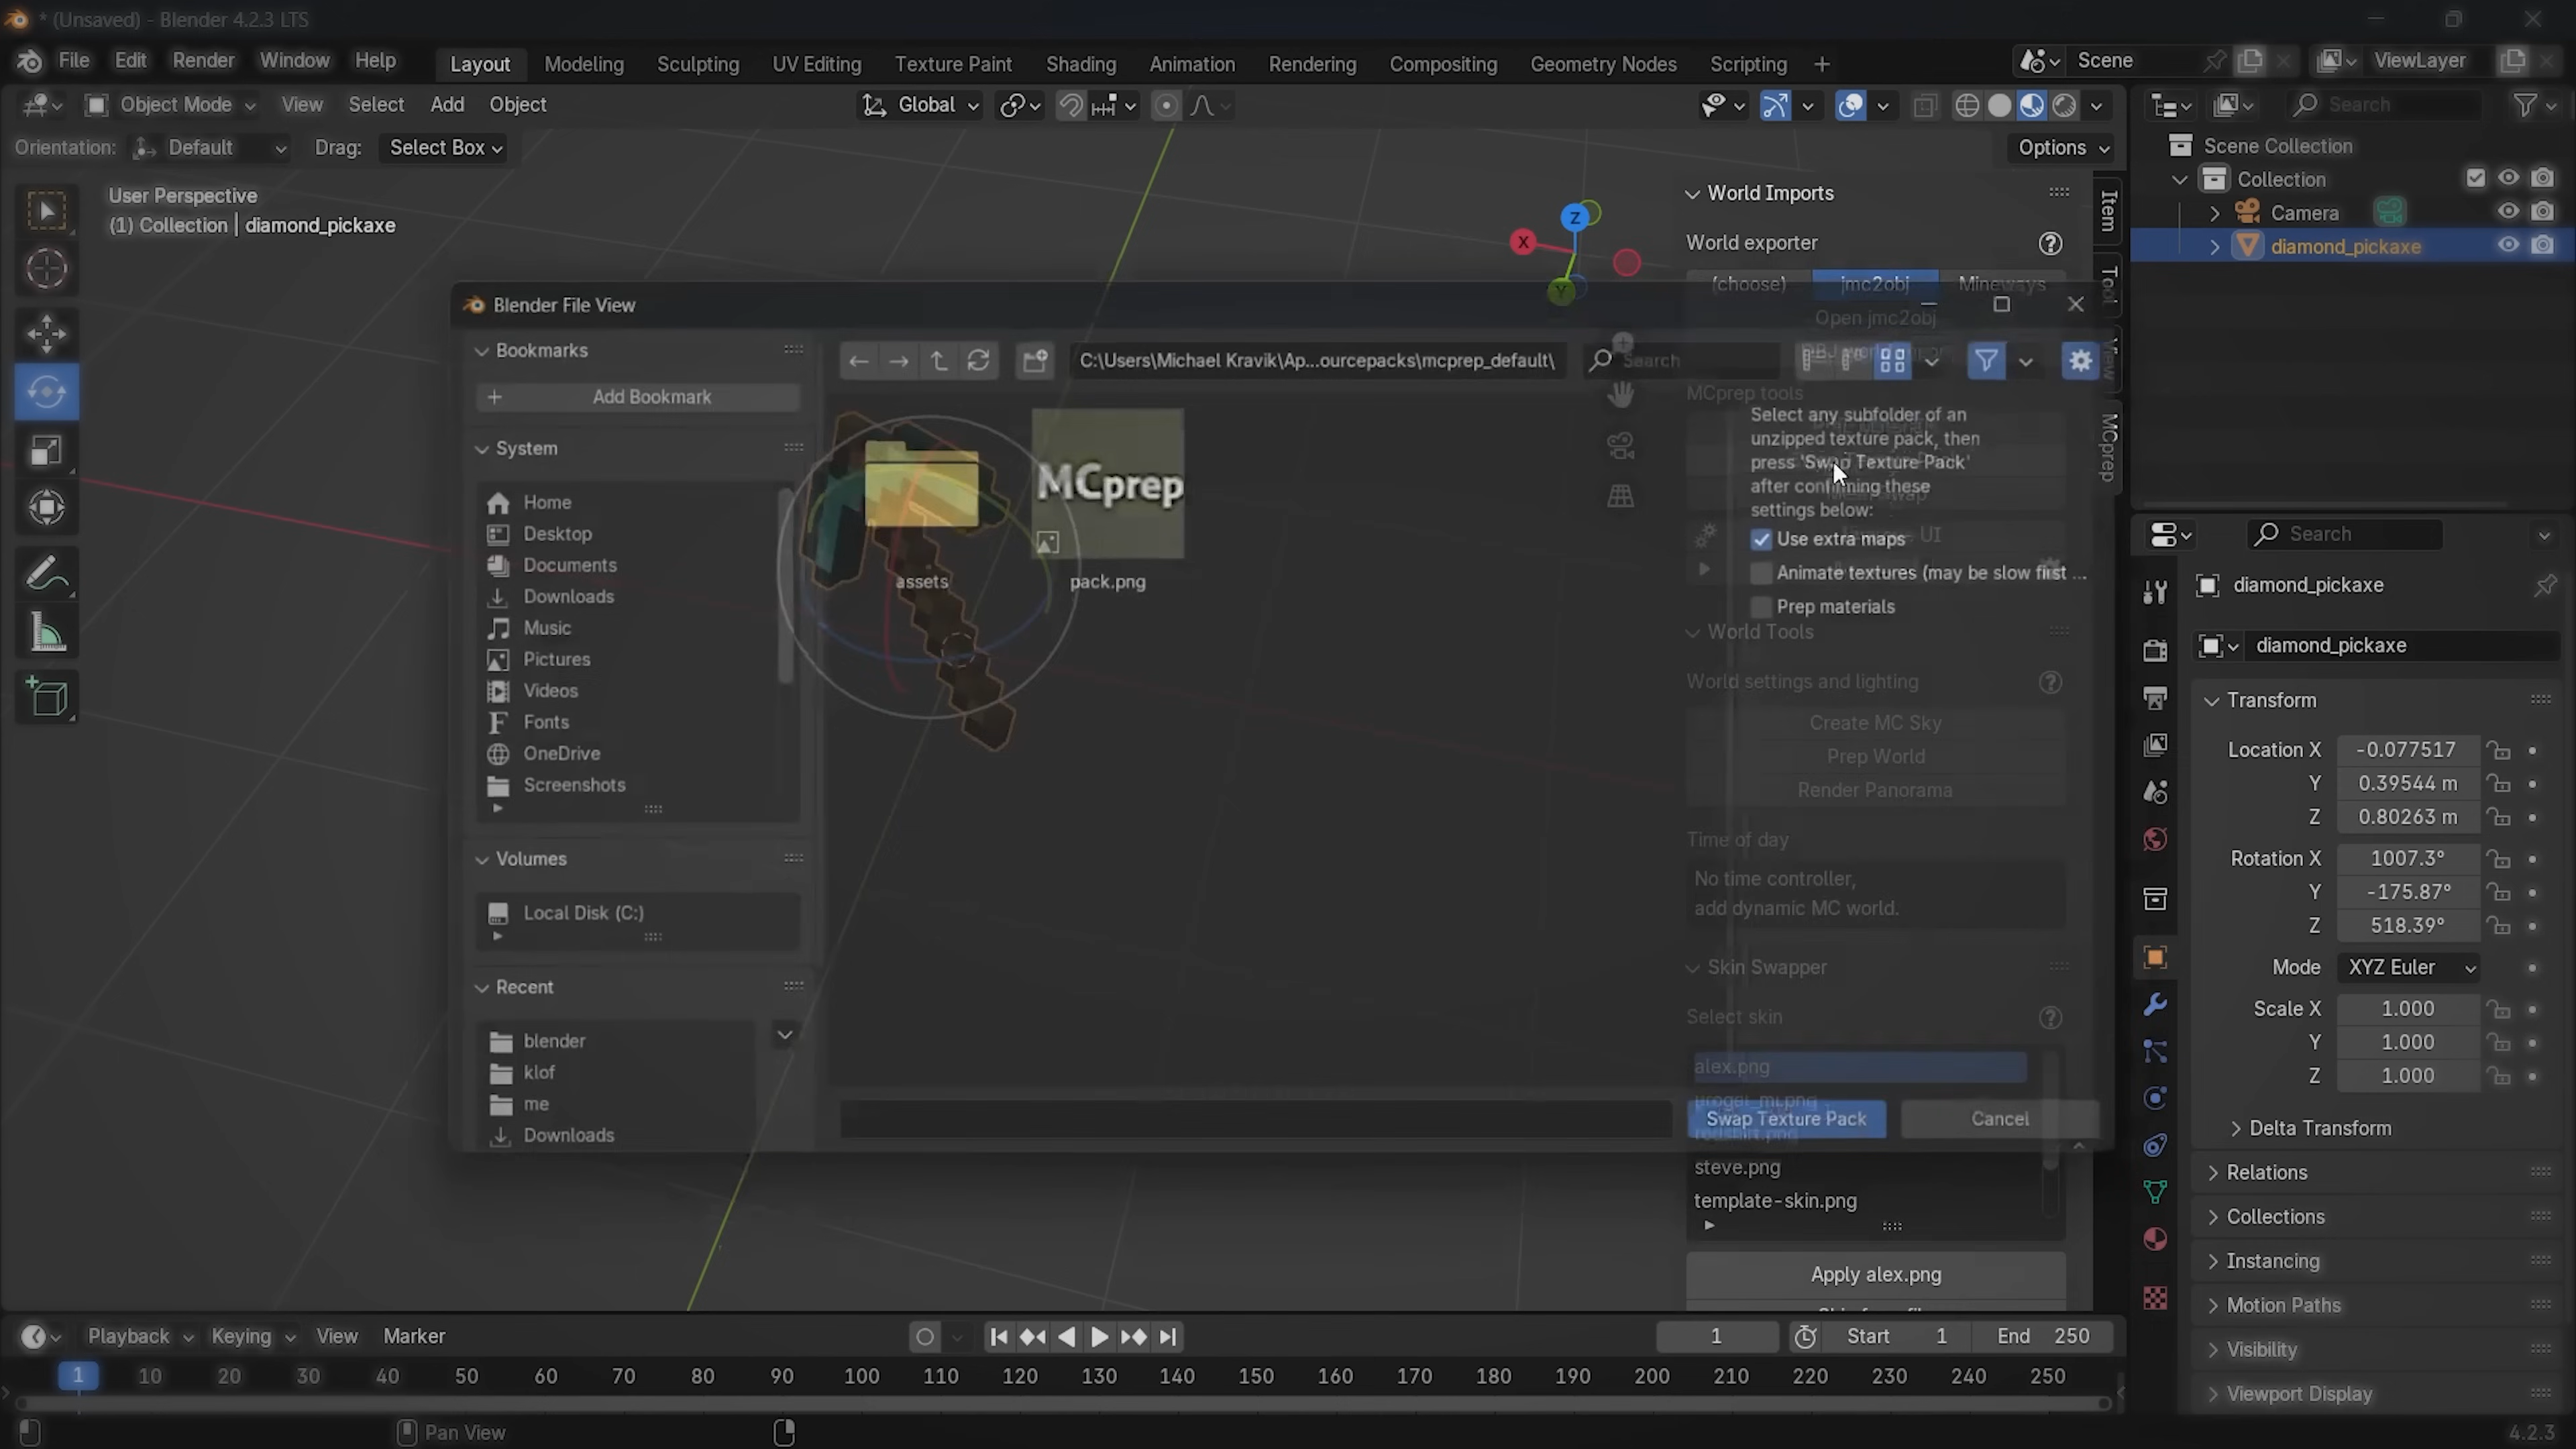 * (Unsaved) - Blender 4.2.3 LTS
File Edit Render Window Help Layout Modeling Sculpting UV Editing Texture Paint Shading Animation Rendering Compositing Geometry Nodes Scripting + Scene ViewLayer
Object Mode View Select Add Object Global Search
Orientation: Default Drag: Select Box Options
User Perspective
(1) Collection | diamond_pickaxe
Scene Collection
Collection
Camera
diamond_pickaxe
Z
X
Y
Item
Tool
View
MCprep
World Imports
World exporter
(choose) jmc2obj Mineways
Open jmc2obj
MCprep tools
Blender File View
Bookmarks
Add Bookmark
System
Home
Desktop
Documents
Downloads
Music
Pictures
Videos
Fonts
OneDrive
Screenshots
Volumes
Local Disk (C:)
Recent
blender
klof
me
Downloads
C:\Users\Michael Kravik\Ap...ourcepacks\mcprep_default\
Search
MCprep
assets
pack.png
Select any subfolder of an
unzipped texture pack, then
press 'Swap Texture Pack'
after confirming these
settings below:
Use extra maps
UI
Animate textures (may be slow first ...
Prep materials
World Tools
World settings and lighting
Create MC Sky
Prep World
Render Panorama
Time of day
No time controller,
add dynamic MC world.
Skin Swapper
Select skin
alex.png
Swap Texture Pack Cancel
steve.png
template-skin.png
Apply alex.png
Search
diamond_pickaxe
diamond_pickaxe
Transform
Location X -0.077517
Y 0.39544 m
Z 0.80263 m
Rotation X 1007.3°
Y -175.87°
Z 518.39°
Mode XYZ Euler
Scale X 1.000
Y 1.000
Z 1.000
Delta Transform
Relations
Collections
Instancing
Motion Paths
Visibility
Viewport Display
Playback Keying View Marker 1 Start 1 End 250
1 10 20 30 40 50 60 70 80 90 100 110 120 130 140 150 160 170 180 190 200 210 220 230 240 250
Pan View
4.2.3